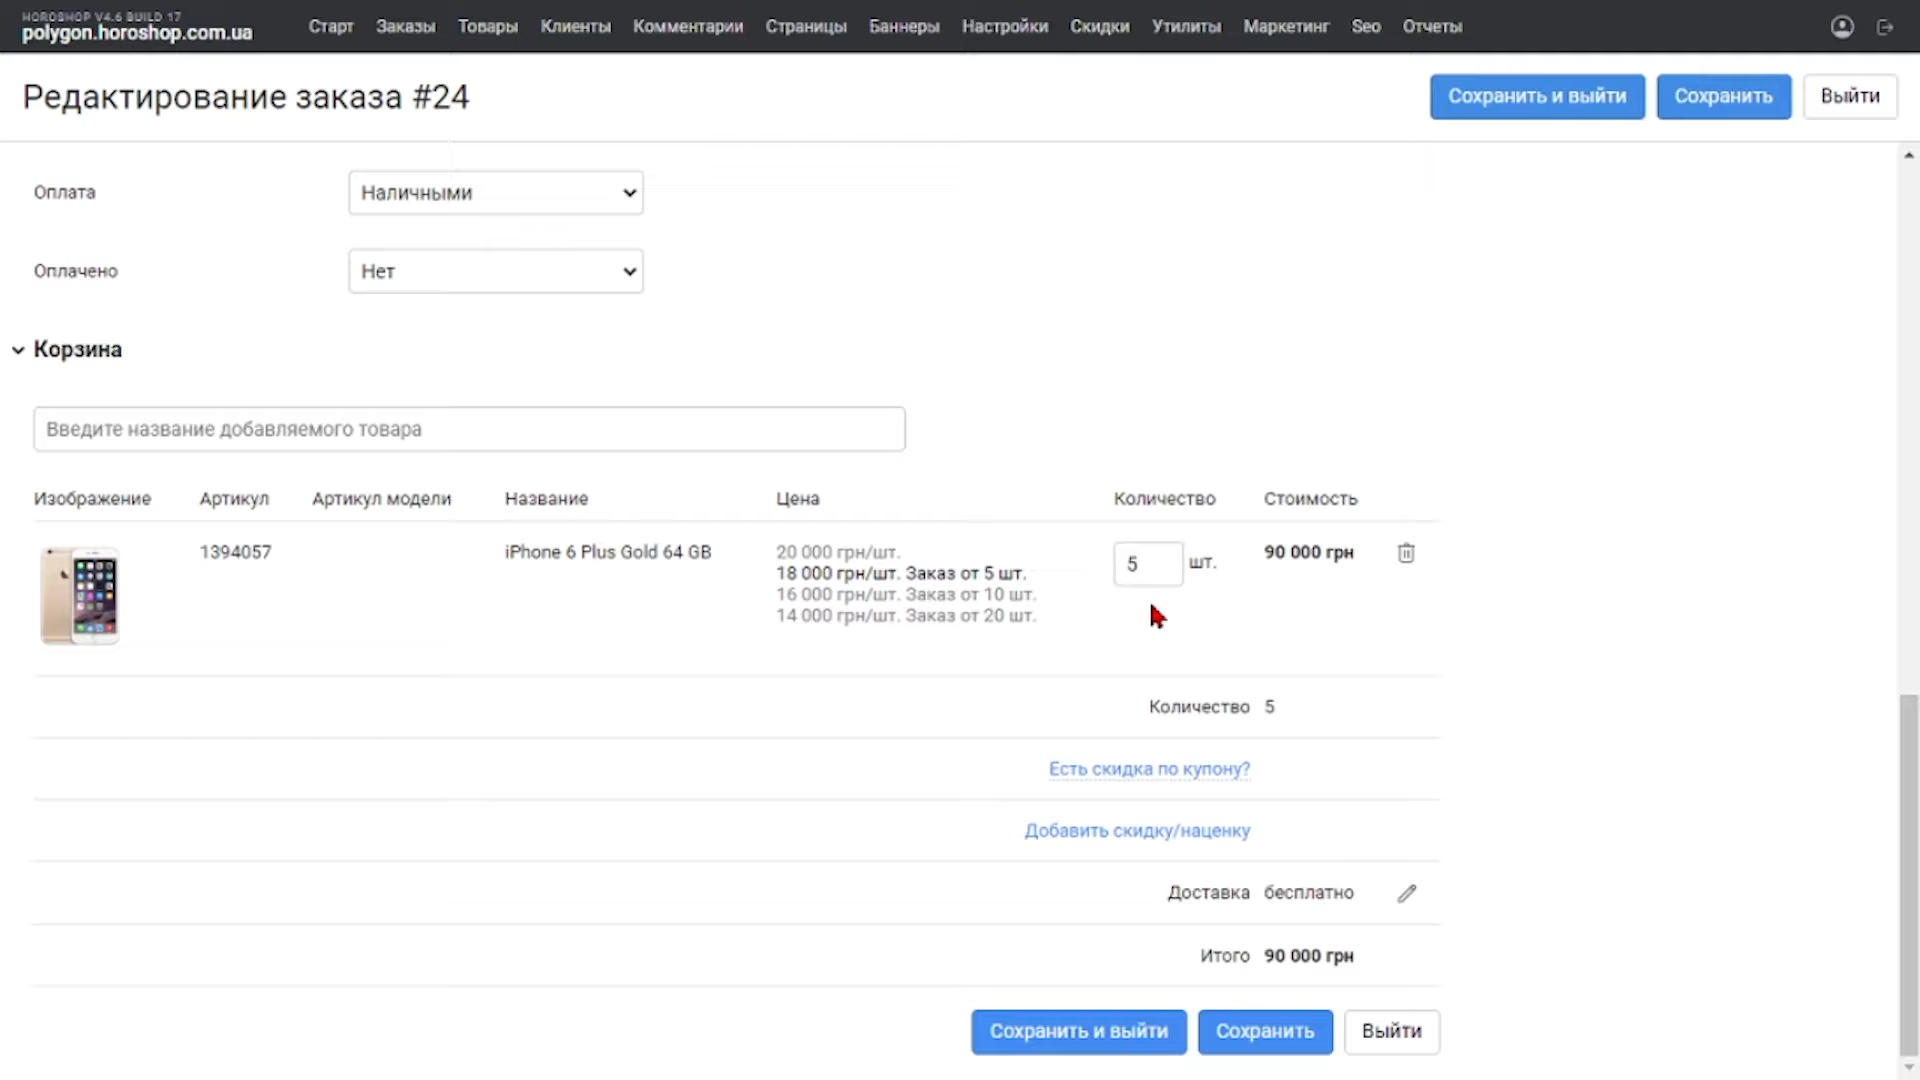 HOROSHOP V4.6 BUILD 17
polygon.horoshop.com.ua
Старт Заказы Товары Клиенты Комментарии Страницы Баннеры Настройки Скидки Утилиты Маркетинг Seo Отчеты
Редактирование заказа #24
Сохранить и выйти Сохранить Выйти
Оплата Наличными
Оплачено Нет
Корзина
Введите название добавляемого товара
Изображение Артикул Артикул модели Название Цена Количество Стоимость
1394057 iPhone 6 Plus Gold 64 GB 20 000 грн/шт. 5 шт. 90 000 грн
18 000 грн/шт. Заказ от 5 шт.
16 000 грн/шт. Заказ от 10 шт.
14 000 грн/шт. Заказ от 20 шт.
Количество 5
Есть скидка по купону?
Добавить скидку/наценку
Доставка бесплатно
Итого 90 000 грн
Сохранить и выйти Сохранить Выйти